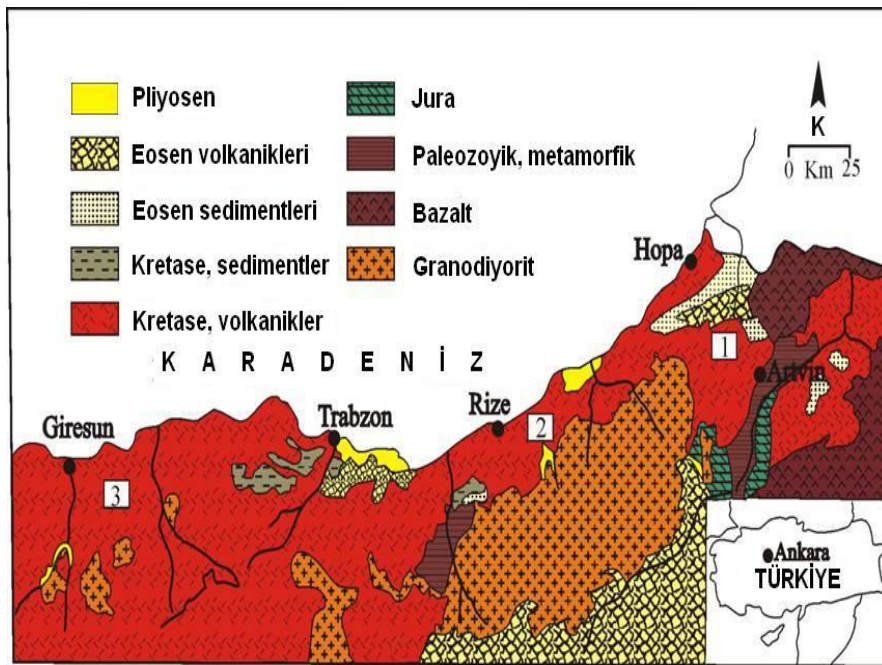 Pliyosen
Eosen volkanikleri
Eosen sedimentleri
Kretase, sedimentler
Kretase, volkanikler
Jura
Paleozoyik, metamorfik
Bazalt
Granodiyorit
K
0 Km 25
Hopa
1
Artvin
K A R A D E N İ Z
Trabzon
Rize
Giresun
2
3
Ankara
TÜRKİYE